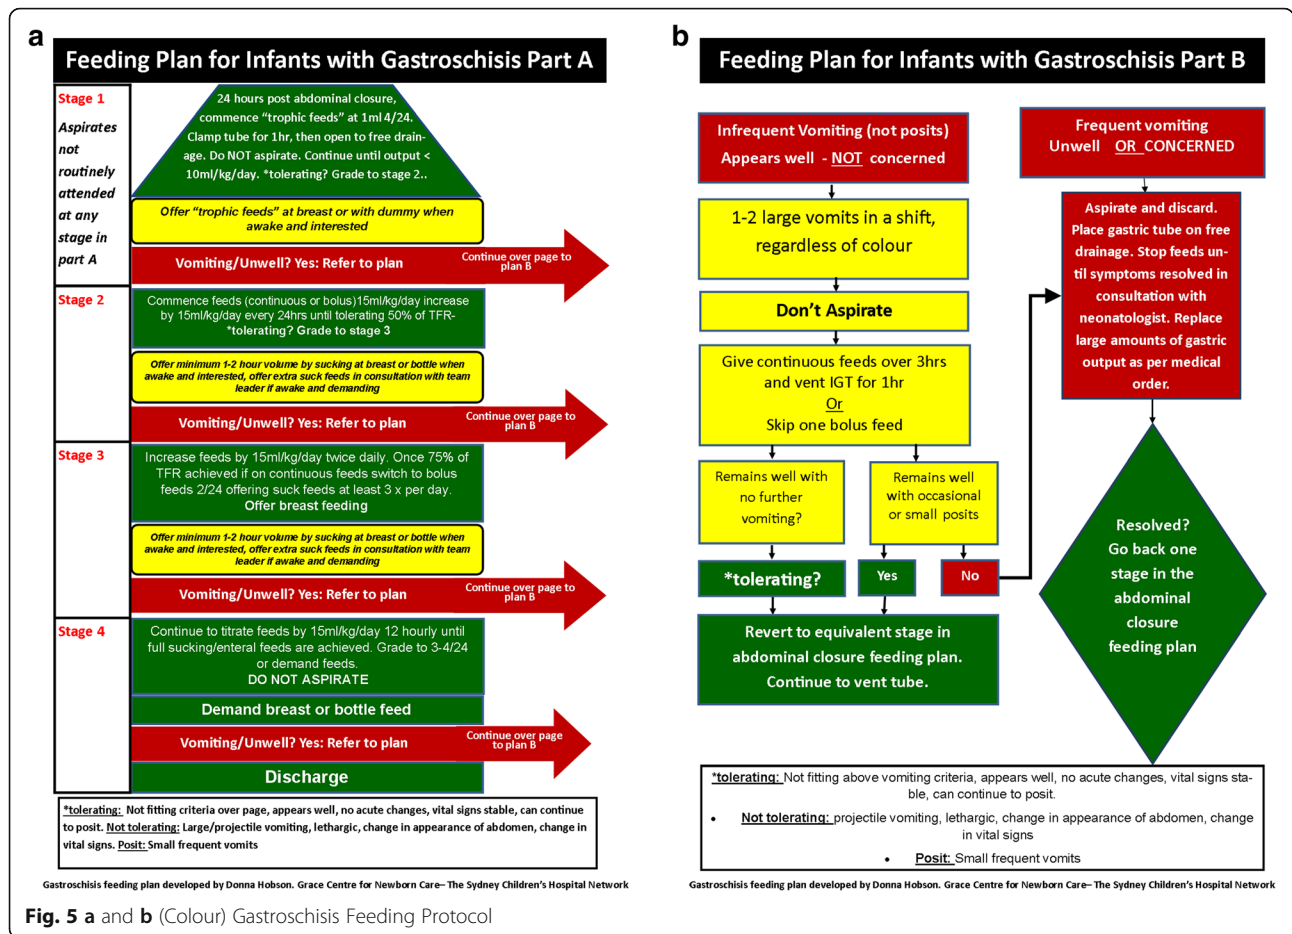 a
Feeding Plan for Infants with Gastroschisis Part A
Stage 1
Aspirates
not
routinely
attended
at any
stage in
part A
24 hours post abdominal closure,
commence “trophic feeds” at 1ml 4/24.
Clamp tube for 1hr, then open to free drain-
age. Do NOT aspirate. Continue until output <
10ml/kg/day. *tolerating? Grade to stage 2..
Offer “trophic feeds” at breast or with dummy when
awake and interested
Vomiting/Unwell? Yes: Refer to plan
Continue over page to
plan B
Stage 2
Commence feeds (continuous or bolus)15ml/kg/day increase
by 15ml/kg/day every 24hrs until tolerating 50% of TFR-
*tolerating? Grade to stage 3
Offer minimum 1-2 hour volume by sucking at breast or bottle when
awake and interested, offer extra suck feeds in consultation with team
leader if awake and demanding
Vomiting/Unwell? Yes: Refer to plan
Continue over page to
plan B
Stage 3
Increase feeds by 15ml/kg/day twice daily. Once 75% of
TFR achieved if on continuous feeds switch to bolus
feeds 2/24 offering suck feeds at least 3 x per day.
Offer breast feeding
Offer minimum 1-2 hour volume by sucking at breast or bottle when
awake and interested, offer extra suck feeds in consultation with team
leader if awake and demanding
Vomiting/Unwell? Yes: Refer to plan
Continue over page to
plan B
Stage 4
Continue to titrate feeds by 15ml/kg/day 12 hourly until
full sucking/enteral feeds are achieved. Grade to 3-4/24
or demand feeds.
DO NOT ASPIRATE
Demand breast or bottle feed
Vomiting/Unwell? Yes: Refer to plan
Continue over page
to plan B
Discharge
*tolerating: Not fitting criteria over page, appears well, no acute changes, vital signs stable, can continue
to posit. Not tolerating: Large/projectile vomiting, lethargic, change in appearance of abdomen, change in
vital signs. Posit: Small frequent vomits
Gastroschisis feeding plan developed by Donna Hobson. Grace Centre for Newborn Care– The Sydney Children’s Hospital Network
b
Feeding Plan for Infants with Gastroschisis Part B
Infrequent Vomiting (not posits)
Appears well - NOT concerned
1-2 large vomits in a shift,
regardless of colour
Don’t Aspirate
Give continuous feeds over 3hrs
and vent IGT for 1hr
Or
Skip one bolus feed
Remains well with
no further
vomiting?
Remains well
with occasional
or small posits
*tolerating?
Yes
No
Revert to equivalent stage in
abdominal closure feeding plan.
Continue to vent tube.
Frequent vomiting
Unwell OR CONCERNED
Aspirate and discard.
Place gastric tube on free
drainage. Stop feeds un-
til symptoms resolved in
consultation with
neonatologist. Replace
large amounts of gastric
output as per medical
order.
Resolved?
Go back one
stage in the
abdominal
closure
feeding plan
*tolerating: Not fitting above vomiting criteria, appears well, no acute changes, vital signs sta-
ble, can continue to posit.
• Not tolerating: projectile vomiting, lethargic, change in appearance of abdomen, change
in vital signs
• Posit: Small frequent vomits
Gastroschisis feeding plan developed by Donna Hobson. Grace Centre for Newborn Care– The Sydney Children’s Hospital Network
Fig. 5 a and b (Colour) Gastroschisis Feeding Protocol